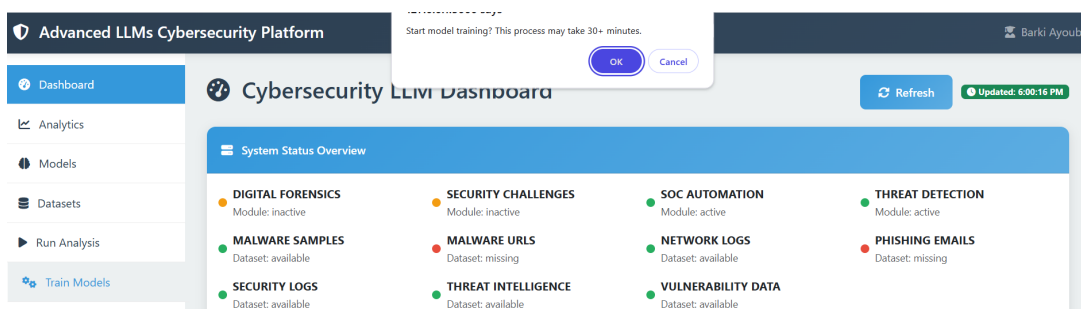 Advanced LLMs Cybersecurity Platform
says
Start model training? This process may take 30+ minutes.
OK
Cancel
Barki Ayoub
Dashboard
Analytics
Models
Datasets
Run Analysis
Train Models
Cybersecurity LLM Dashboard
Refresh
Updated: 6:00:16 PM
System Status Overview
DIGITAL FORENSICS
Module: inactive
SECURITY CHALLENGES
Module: inactive
SOC AUTOMATION
Module: active
THREAT DETECTION
Module: active
MALWARE SAMPLES
Dataset: available
MALWARE URLS
Dataset: missing
NETWORK LOGS
Dataset: available
PHISHING EMAILS
Dataset: missing
SECURITY LOGS
Dataset: available
THREAT INTELLIGENCE
Dataset: available
VULNERABILITY DATA
Dataset: available